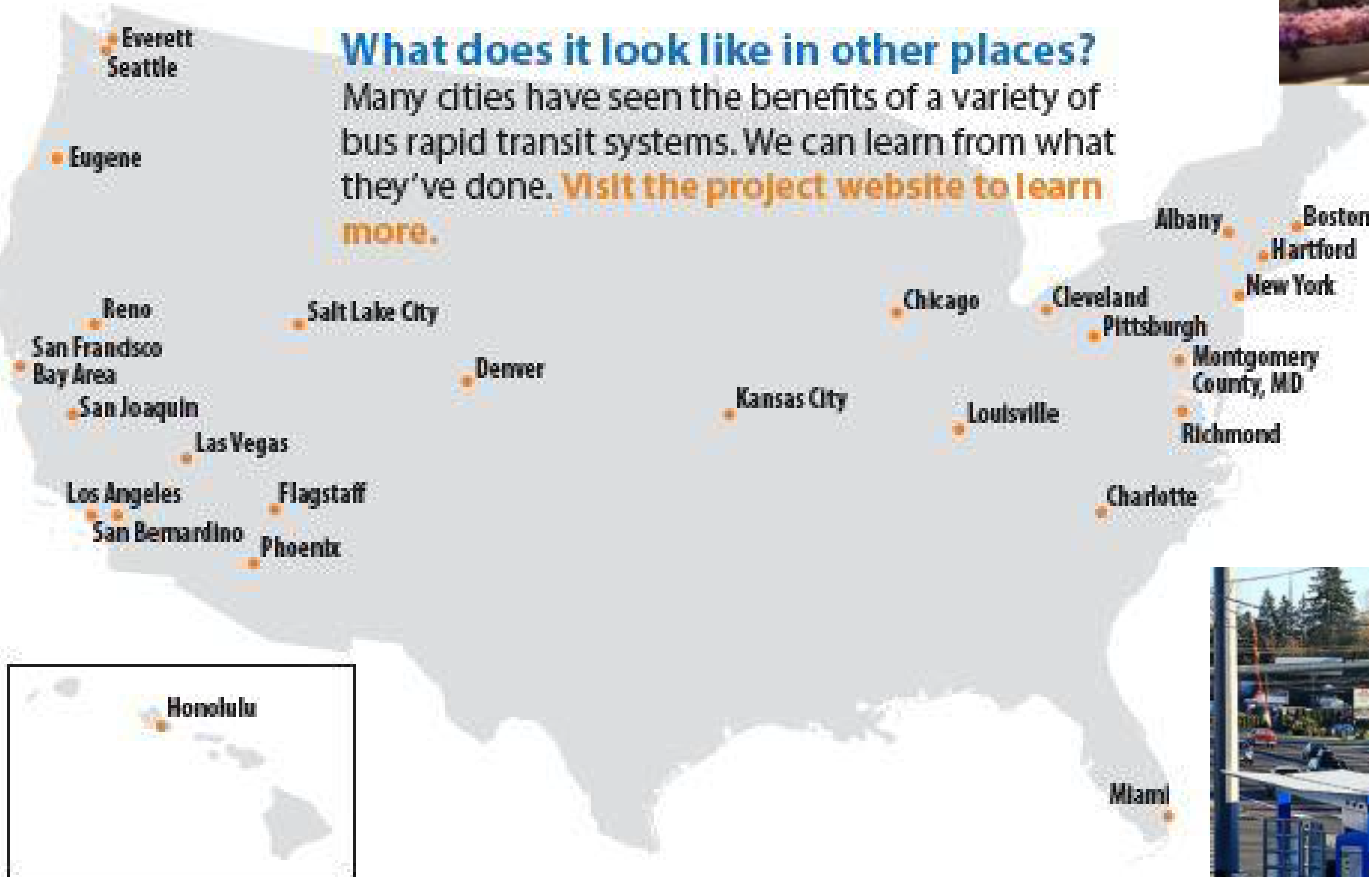 What does it look like in other places?
Many cities have seen the benefits of a variety of
bus rapid transit systems. We can learn from what
they've done. Visit the project website to learn
more.
Everett
Seattle
Eugene
Reno
San Francisco
Bay Area
San Joaquin
Las Vegas
Los Angeles
San Bernardino
Salt Lake City
Denver
Flagstaff
Phoenix
Kansas City
Chicago
Louisville
Cleveland
Pittsburgh
Albany
Boston
Hartford
New York
Montgomery
County, MD
Richmond
Charlotte
Miami
Honolulu